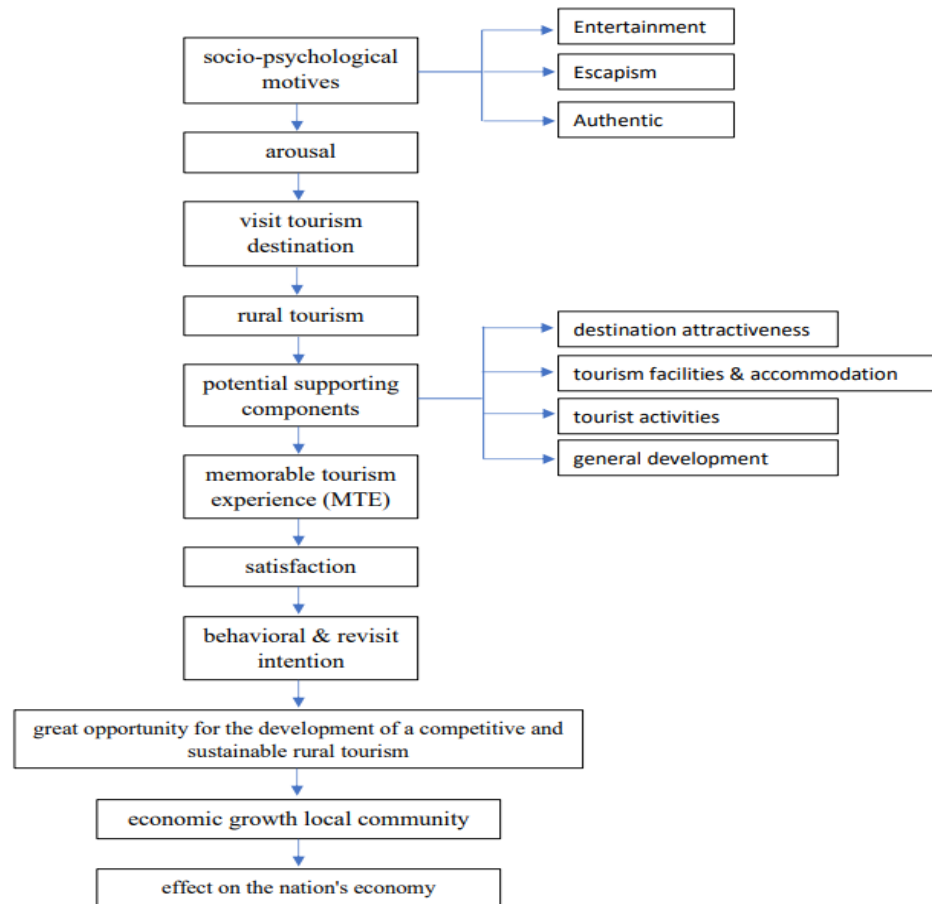 socio-psychological
motives
Entertainment
Escapism
Authentic
arousal
visit tourism
destination
rural tourism
potential supporting
components
destination attractiveness
tourism facilities & accommodation
tourist activities
general development
memorable tourism
experience (MTE)
satisfaction
behavioral & revisit
intention
great opportunity for the development of a competitive and
sustainable rural tourism
economic growth local community
effect on the nation's economy